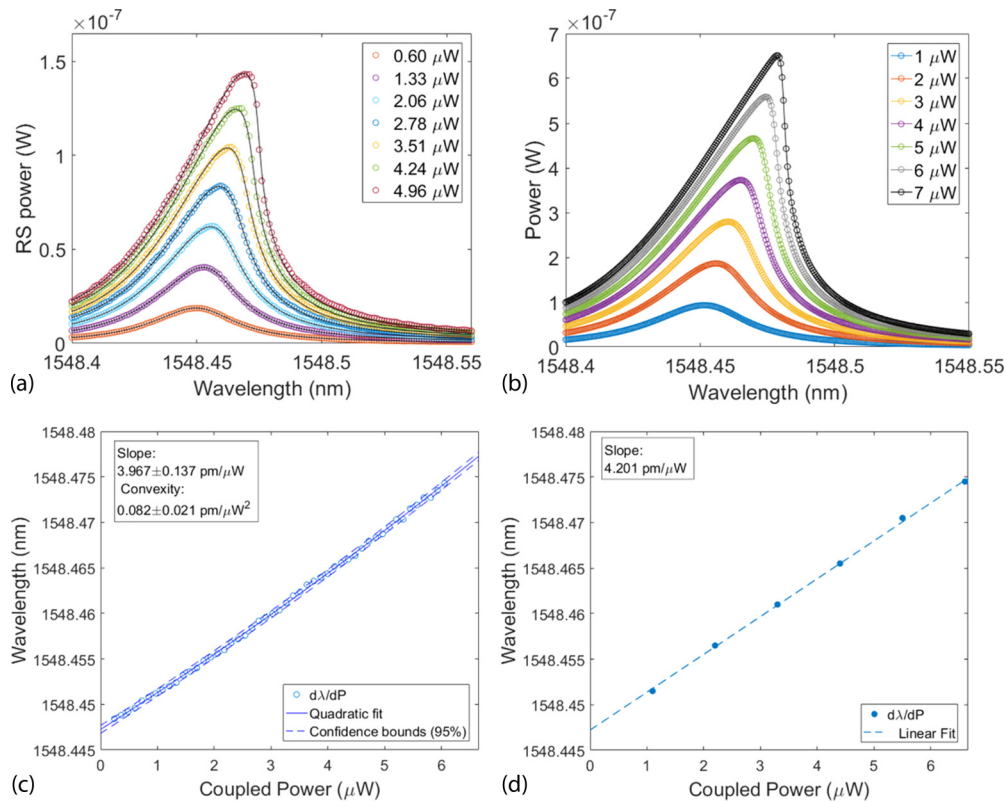 ×10⁻⁷
RS power (W)
1.5
1
0.5
0
0.60 μW
1.33 μW
2.06 μW
2.78 μW
3.51 μW
4.24 μW
4.96 μW
1548.4 1548.45 1548.5 1548.55
Wavelength (nm)
(a)
×10⁻⁷
Power (W)
7
6
5
4
3
2
1
0
1 μW
2 μW
3 μW
4 μW
5 μW
6 μW
7 μW
1548.4 1548.45 1548.5 1548.55
Wavelength (nm)
(b)
Wavelength (nm)
1548.48
1548.475
1548.47
1548.465
1548.46
1548.455
1548.45
1548.445
Slope:
3.967±0.137 pm/μW
Convexity:
0.082±0.021 pm/μW²
dλ/dP
Quadratic fit
Confidence bounds (95%)
0 1 2 3 4 5 6
Coupled Power (μW)
(c)
Wavelength (nm)
1548.48
1548.475
1548.47
1548.465
1548.46
1548.455
1548.45
1548.445
Slope:
4.201 pm/μW
dλ/dP
Linear Fit
0 1 2 3 4 5 6
Coupled Power (μW)
(d)